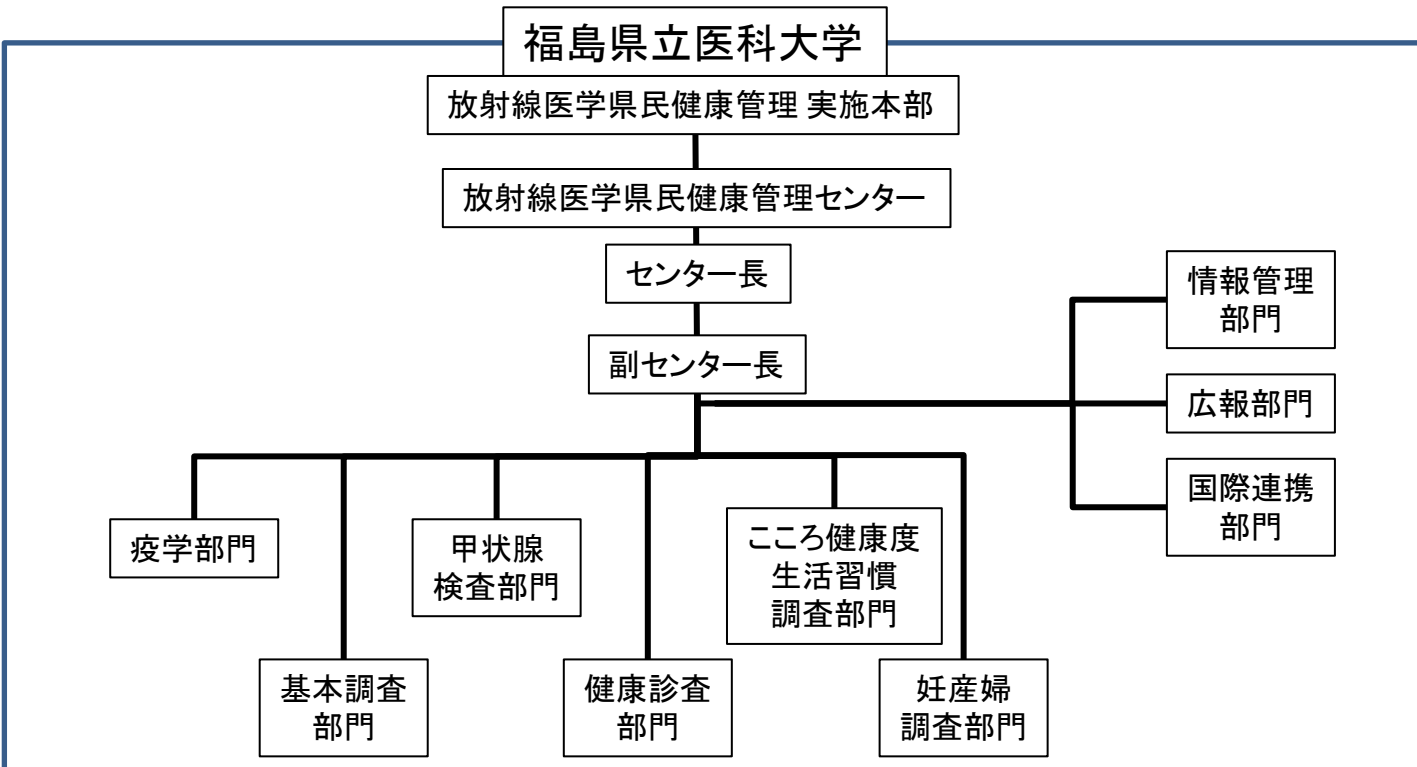 福島県立医科大学
放射線医学県民健康管理 実施本部
放射線医学県民健康管理センター
センター長
副センター長
情報管理
部門
広報部門
国際連携
部門
疫学部門
甲状腺
検査部門
こころ健康度
生活習慣
調査部門
基本調査
部門
健康診査
部門
妊産婦
調査部門